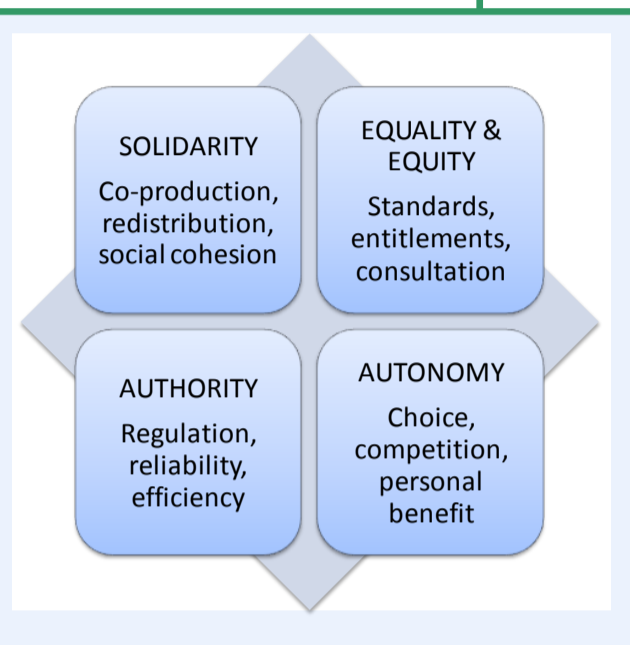 SOLIDARITY
Co-production,
redistribution,
social cohesion
EQUALITY &
EQUITY
Standards,
entitlements,
consultation
AUTHORITY
Regulation,
reliability,
efficiency
AUTONOMY
Choice,
competition,
personal
benefit